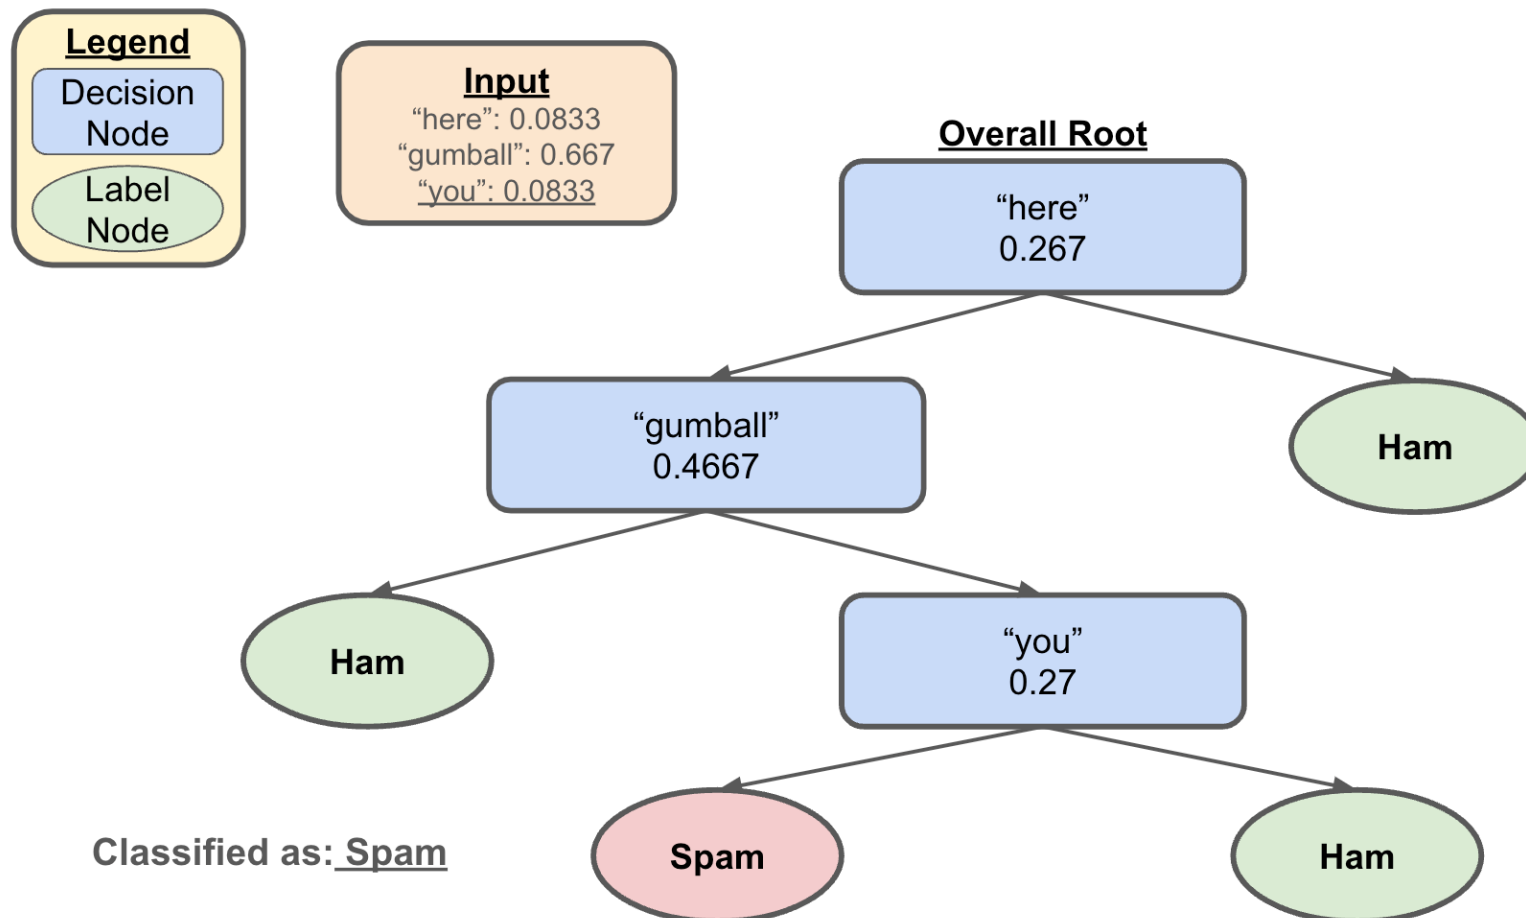 Legend
Decision
Node
Label
Node
Input
“here”: 0.0833
“gumball”: 0.667
“you”: 0.0833
Overall Root
“here”
0.267
“gumball”
0.4667
Ham
Ham
“you”
0.27
Spam
Ham
Classified as: Spam